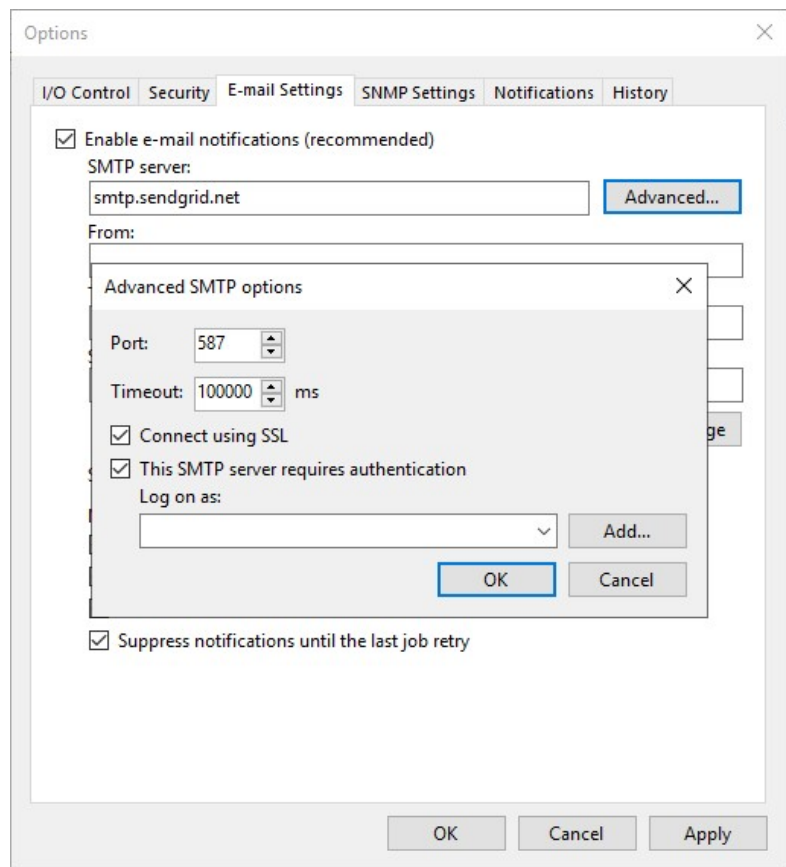 Options
I/O Control Security E-mail Settings SNMP Settings Notifications History
Enable e-mail notifications (recommended)
SMTP server:
smtp.sendgrid.net Advanced...
From:
Advanced SMTP options
Port: 587
Timeout: 100000 ms
Connect using SSL
This SMTP server requires authentication
Log on as:
Add...
OK Cancel
Suppress notifications until the last job retry
OK Cancel Apply